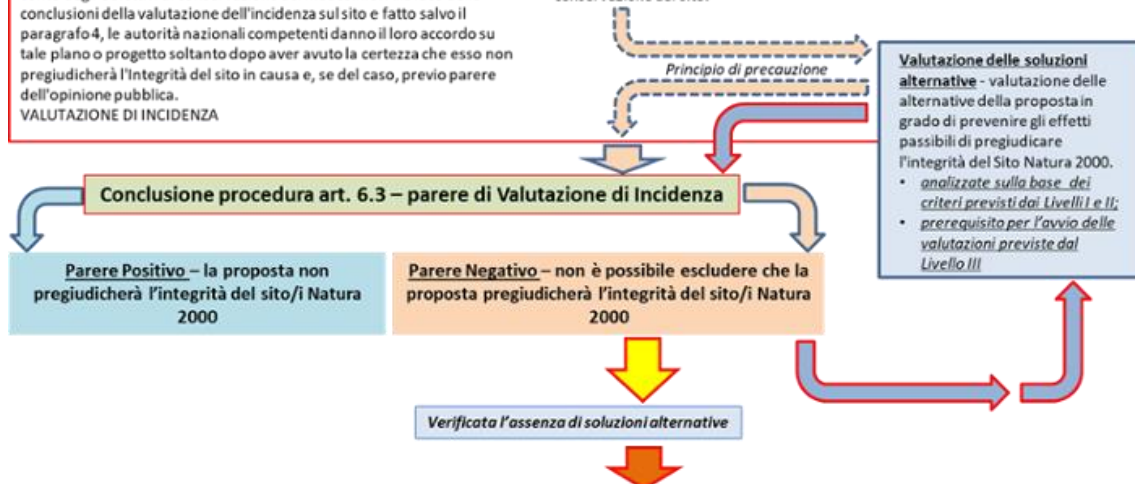 conclusioni della valutazione dell'incidenza sul sito e fatto salvo il
paragrafo 4, le autorità nazionali competenti danno il loro accordo su
tale plano o progetto soltanto dopo aver avuto la certezza che esso non
pregiudicherà l'Integrità del sito in causa e, se del caso, previo parere
dell'opinione pubblica.
VALUTAZIONE DI INCIDENZA
Principio di precauzione
Valutazione delle soluzioni
alternative - valutazione delle
alternative della proposta in
grado di prevenire gli effetti
passibili di pregiudicare
l'integrità del Sito Natura 2000.
• analizzate sulla base dei
criteri previsti dai Livelli I e II;
• prerequisito per l'avvio delle
valutazioni previste dal
Livello III
Conclusione procedura art. 6.3 – parere di Valutazione di Incidenza
Parere Positivo – la proposta non
pregiudicherà l'integrità del sito/i Natura
2000
Parere Negativo – non è possibile escludere che la
proposta pregiudicherà l'integrità del sito/i Natura
2000
Verificata l'assenza di soluzioni alternative